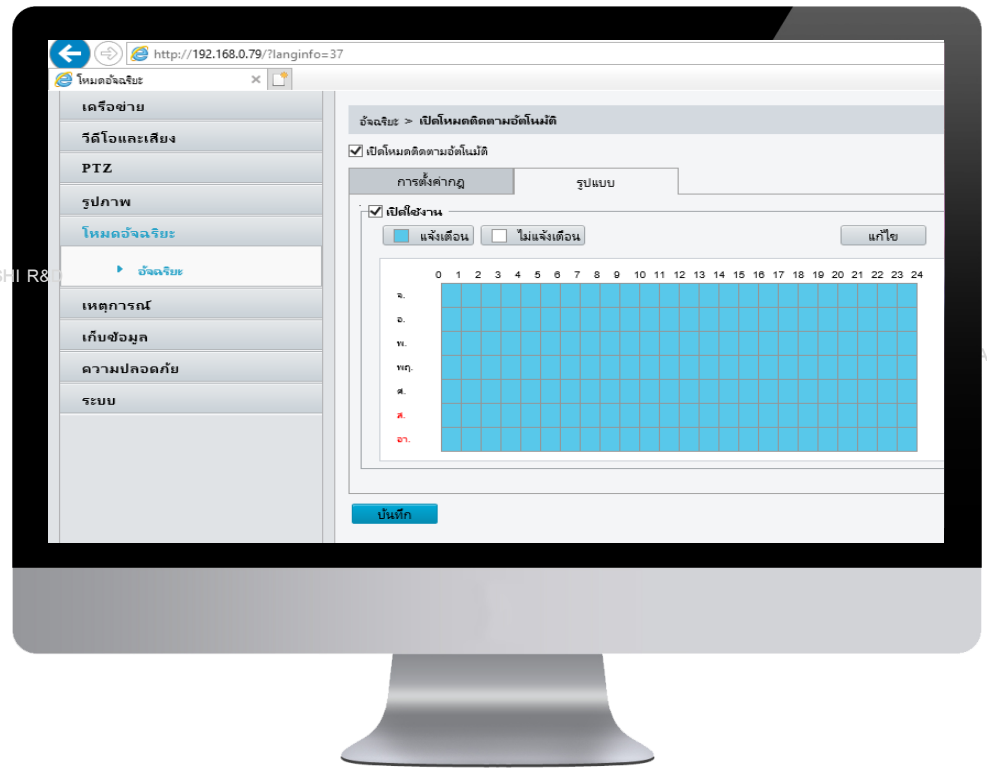 http://192.168.0.79/?langinfo=37
โหมดอัจฉริยะ
เครือข่าย
วีดีโอและเสียง
PTZ
รูปภาพ
โหมดอัจฉริยะ
อัจฉริยะ
เหตุการณ์
เก็บข้อมูล
ความปลอดภัย
ระบบ
อัจฉริยะ > เปิดโหมดติดตามอัตโนมัติ
เปิดโหมดติดตามอัตโนมัติ
การตั้งค่ากฎ รูปแบบ
เปิดใช้งาน
แจ้งเตือน ไม่แจ้งเตือน แก้ไข
0 1 2 3 4 5 6 7 8 9 10 11 12 13 14 15 16 17 18 19 20 21 22 23 24
จ.
อ.
พ.
พฤ.
ศ.
ส.
อา.
บันทึก
HI R&